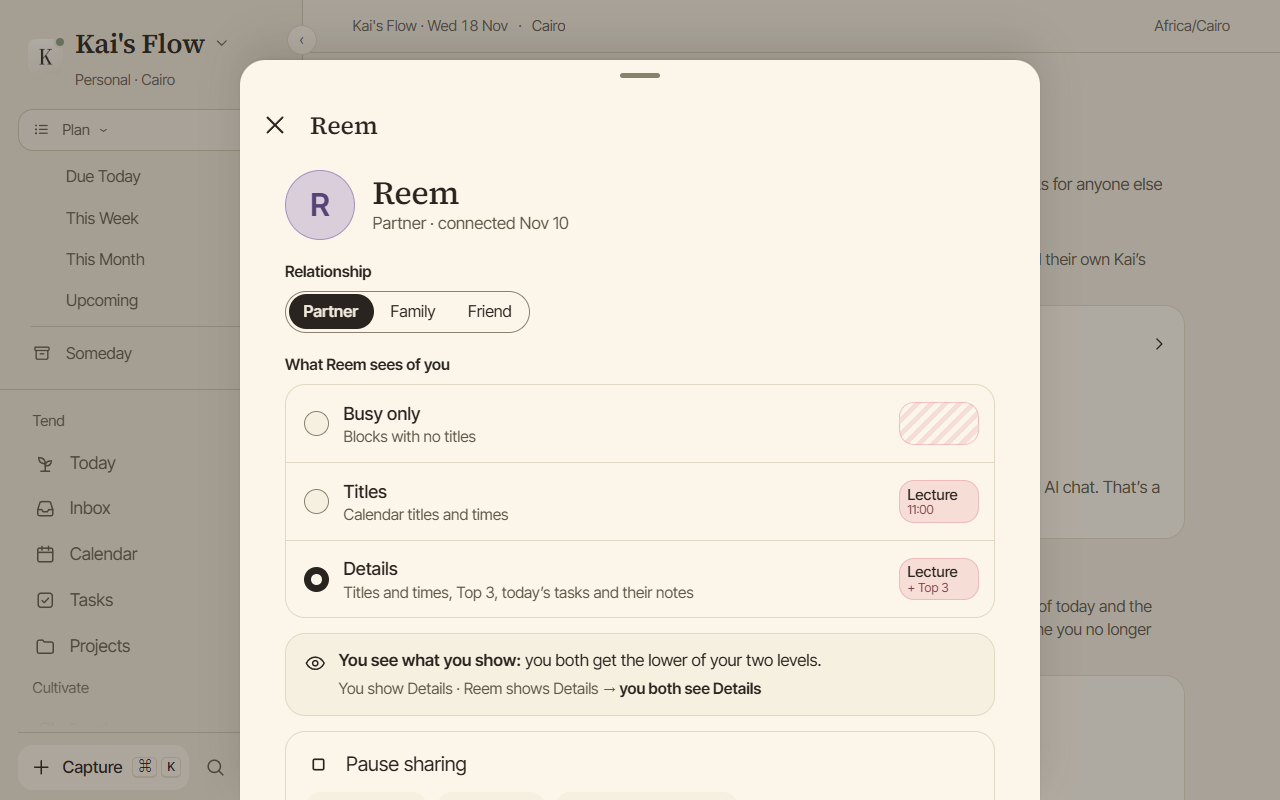 K
Kai's Flow
Personal · Cairo
Kai's Flow · Wed 18 Nov · Cairo
Africa/Cairo
Plan
Due Today
This Week
This Month
Upcoming
Someday
Tend
Today
Inbox
Calendar
Tasks
Projects
Cultivate
Capture ⌘ K
Reem
R
Reem
Partner · connected Nov 10
Relationship
Partner Family Friend
What Reem sees of you
Busy only
Blocks with no titles
Titles
Calendar titles and times
Lecture
11:00
Details
Titles and times, Top 3, today’s tasks and their notes
Lecture
+ Top 3
You see what you show: you both get the lower of your two levels.
You show Details · Reem shows Details → you both see Details
Pause sharing
for anyone else
their own Kai’s
AI chat. That’s a
of today and the
you no longer